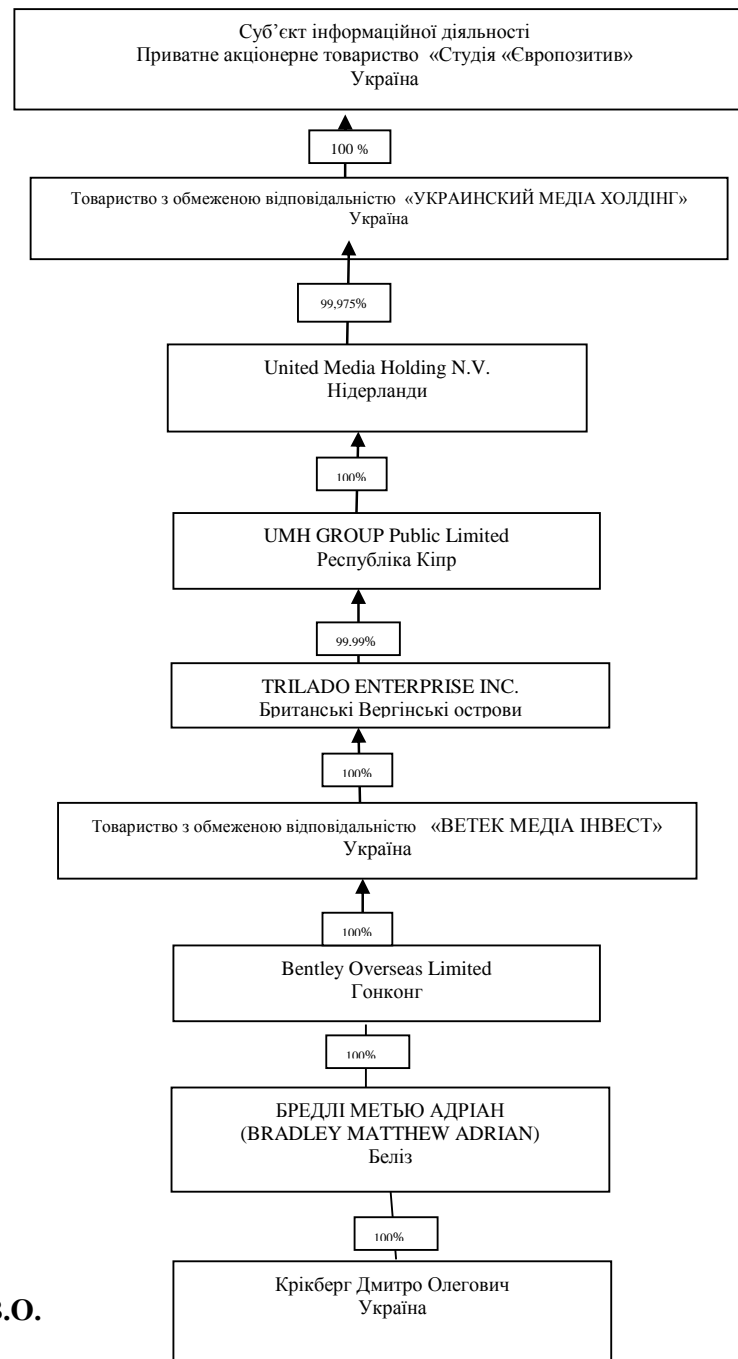 Суб’єкт інформаційної діяльності
Приватне акціонерне товариство «Студія «Європозитив»
Україна
100 %
Товариство з обмеженою відповідальністю «УКРАИНСКИЙ МЕДІА ХОЛДІНГ»
Україна
99,975%
United Media Holding N.V.
Нідерланди
100%
UMH GROUP Public Limited
Республіка Кіпр
99.99%
TRILADO ENTERPRISE INC.
Британські Вергінські острови
100%
Товариство з обмеженою відповідальністю «ВЕТЕК МЕДІА ІНВЕСТ»
Україна
100%
Bentley Overseas Limited
Гонконг
100%
БРЕДЛІ МЕТЬЮ АДРІАН
(BRADLEY MATTHEW ADRIAN)
Беліз
100%
Крікберг Дмитро Олегович
Україна
.О.